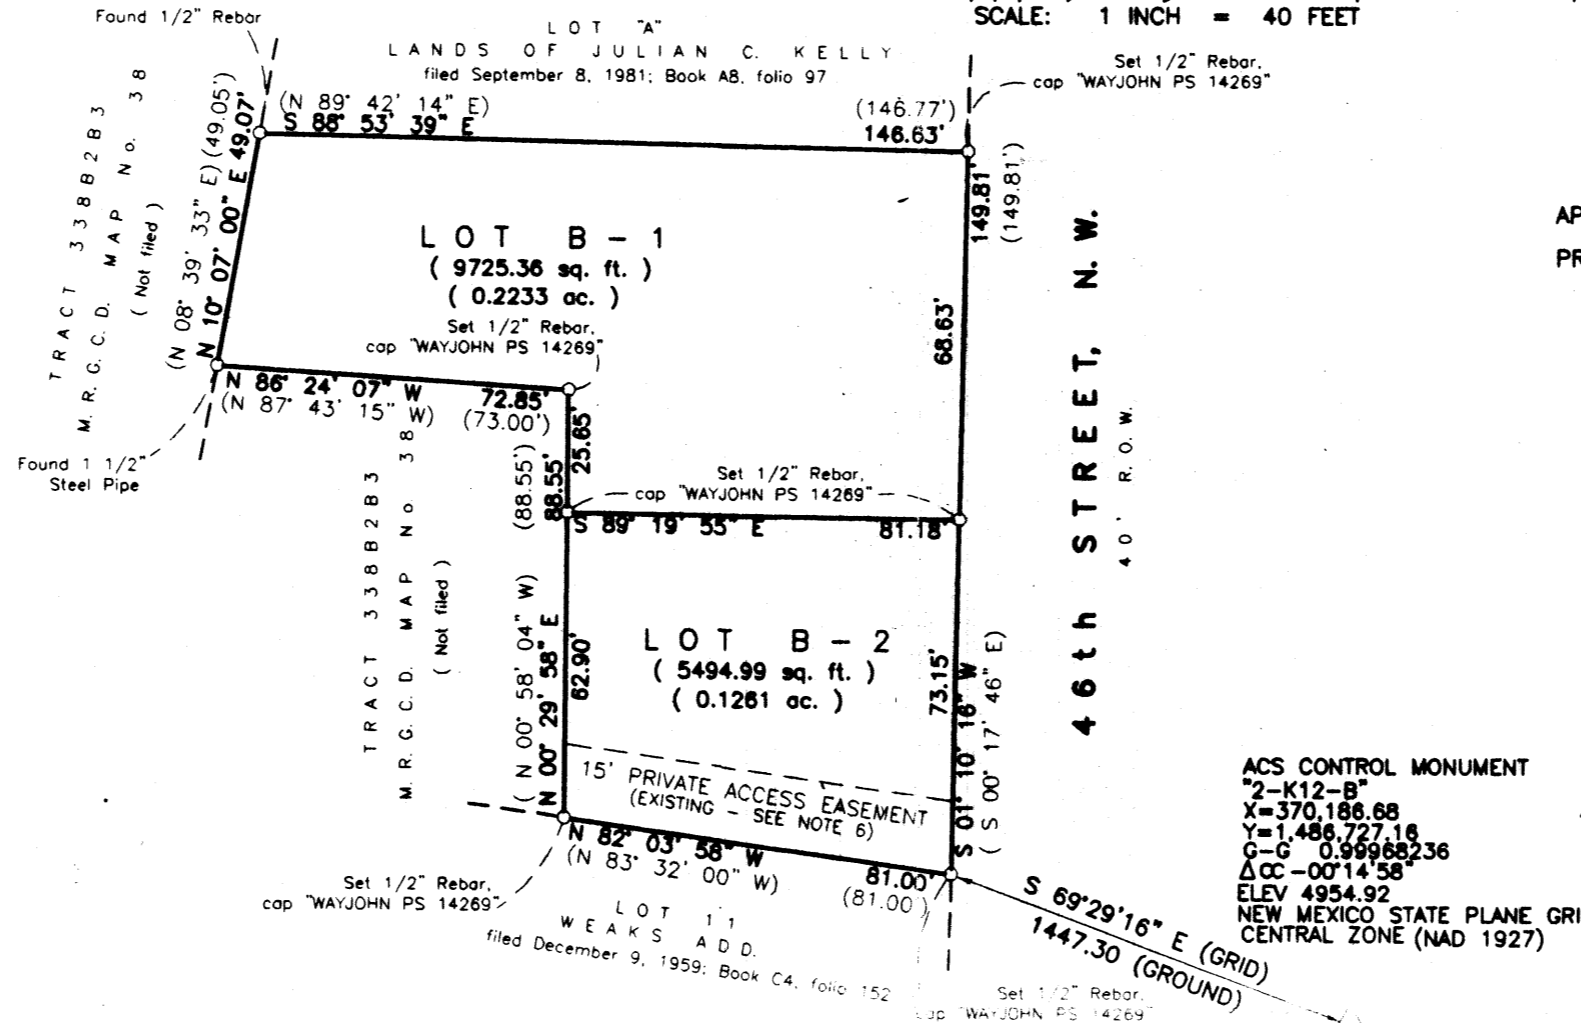 SCALE: 1 INCH = 40 FEET
Found 1/2" Rebar
LOT "A"
LANDS OF JULIAN C. KELLY
filed September 8, 1981; Book A8, folio 97
Set 1/2" Rebar,
cap "WAYJOHN PS 14269"
(N 89° 42' 14" E)
S 88° 53' 39" E
(146.77')
146.63'
TRACT 338B2B3
M.R.G.C.D. MAP No. 38
(Not filed)
(N 08° 39' 33" E) (49.05')
N 10° 07' 00" E 49.07'
LOT B-1
( 9725.36 sq. ft. )
( 0.2233 ac. )
149.81'
(149.81')
68.63'
46th STREET, N.W.
40' R.O.W.
AP
PR
Set 1/2" Rebar,
cap "WAYJOHN PS 14269"
N 86° 24' 07" W
72.85'
(N 87° 43' 15" W)
(73.00')
Found 1 1/2"
Steel Pipe
25.65'
88.55'
(88.55')
Set 1/2" Rebar,
cap "WAYJOHN PS 14269"
S 89° 19' 55" E
81.18'
TRACT 338B2B3
M.R.G.C.D. MAP No. 38
(Not filed)
(N 00° 58' 04" W)
N 00° 29' 58" E
62.90'
LOT B-2
( 5494.99 sq. ft. )
( 0.1261 ac. )
73.15'
S 01° 10' 16" W
(S 00° 17' 46" E)
15' PRIVATE ACCESS EASEMENT
(EXISTING - SEE NOTE 6)
N 82° 03' 58" W
81.00'
(N 83° 32' 00" W)
(81.00')
Set 1/2" Rebar,
cap "WAYJOHN PS 14269"
LOT 11
WEAKS ADD.
filed December 9, 1959; Book C4, folio 152
S 69°29'16" E (GRID)
1447.30 (GROUND)
Set 1/2" Rebar,
cap "WAYJOHN PS 14269"
ACS CONTROL MONUMENT
"2-K12-B"
X=370,186.68
Y=1,486,727.16
G-G 0.99968236
Δ∝ -00°14'58"
ELEV 4954.92
NEW MEXICO STATE PLANE GRI
CENTRAL ZONE (NAD 1927)